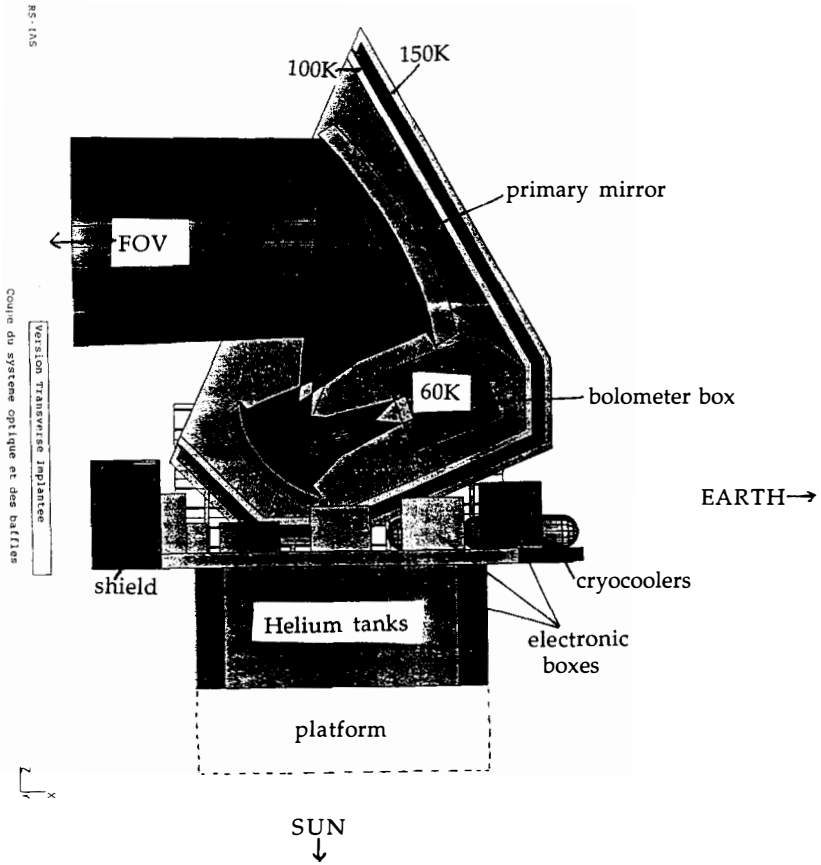 RS-IAS
150K
100K
primary mirror
FOV
Version Transverse Implantee
Coupe du systeme optique et des baffles
60K
bolometer box
EARTH
shield
cryocoolers
Helium tanks
electronic
boxes
platform
Z
X
SUN